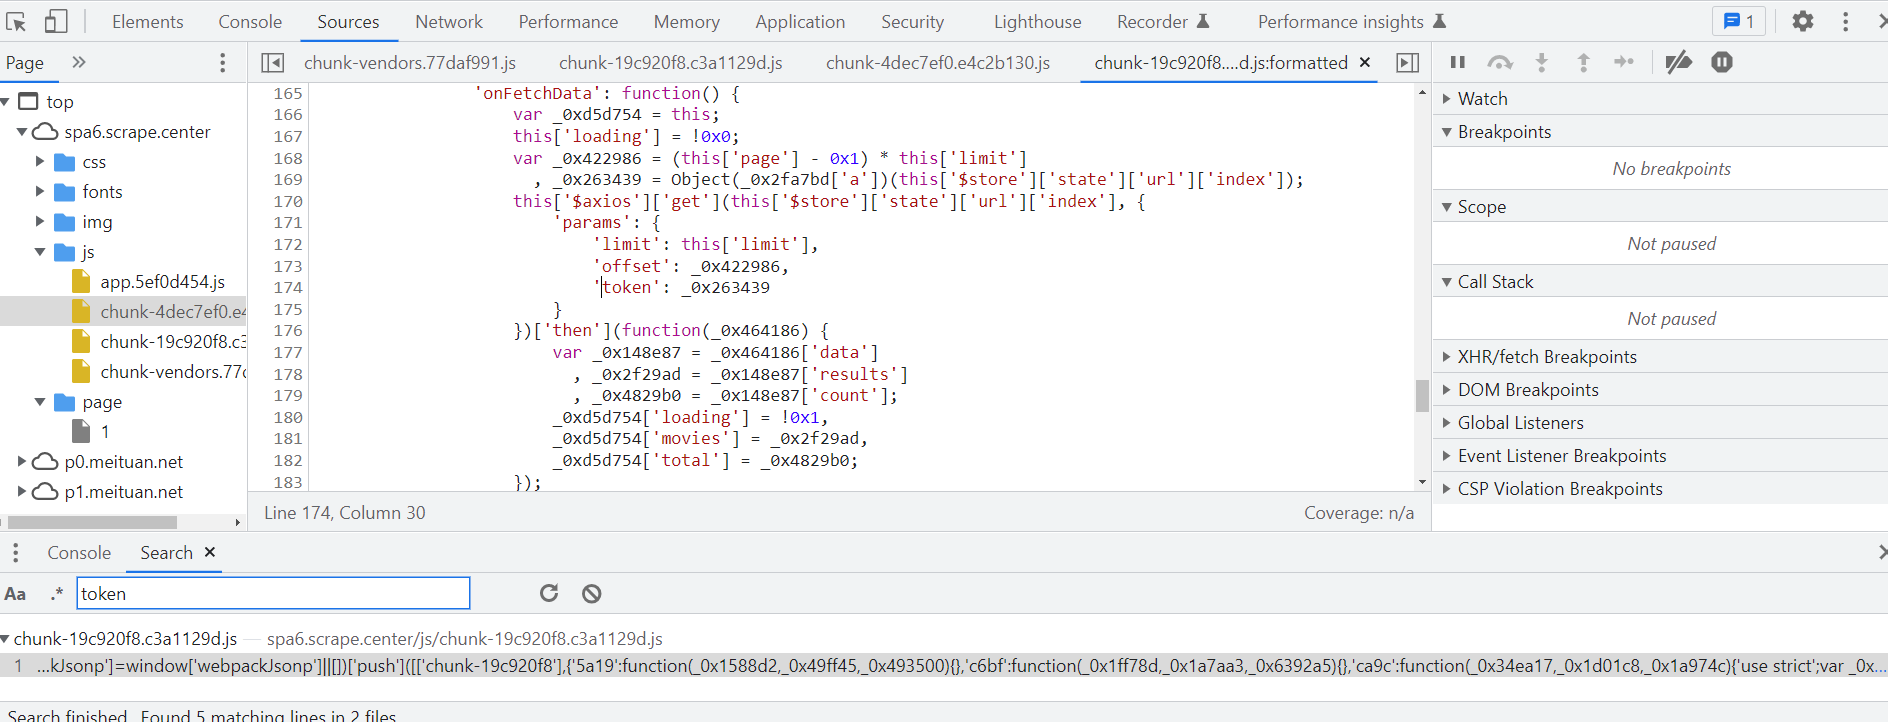 Elements Console Sources Network Performance Memory Application Security Lighthouse Recorder Performance insights 1
Page
chunk-vendors.77daf991.js chunk-19c920f8.c3a1129d.js chunk-4dec7ef0.e4c2b130.js chunk-19c920f8....d.js:formatted
top
spa6.scrape.center
css
fonts
img
js
app.5ef0d454.js
chunk-4dec7ef0.e4
chunk-19c920f8.c3
chunk-vendors.77c
page
1
p0.meituan.net
p1.meituan.net
165 'onFetchData': function() {
166 var _0xd5d754 = this;
167 this['loading'] = !0x0;
168 var _0x422986 = (this['page'] - 0x1) * this['limit']
169 , _0x263439 = Object(_0x2fa7bd['a'])(this['$store']['state']['url']['index']);
170 this['$axios']['get'](this['$store']['state']['url']['index'], {
171 'params': {
172 'limit': this['limit'],
173 'offset': _0x422986,
174 'token': _0x263439
175 }
176 })['then'](function(_0x464186) {
177 var _0x148e87 = _0x464186['data']
178 , _0x2f29ad = _0x148e87['results']
179 , _0x4829b0 = _0x148e87['count'];
180 _0xd5d754['loading'] = !0x1,
181 _0xd5d754['movies'] = _0x2f29ad,
182 _0xd5d754['total'] = _0x4829b0;
183 });
Line 174, Column 30
Coverage: n/a
Watch
Breakpoints
No breakpoints
Scope
Not paused
Call Stack
Not paused
XHR/fetch Breakpoints
DOM Breakpoints
Global Listeners
Event Listener Breakpoints
CSP Violation Breakpoints
Console Search
Aa .* token
chunk-19c920f8.c3a1129d.js — spa6.scrape.center/js/chunk-19c920f8.c3a1129d.js
1 ...kJsonp']=window['webpackJsonp']||[])['push']([['chunk-19c920f8'],{'5a19':function(_0x1588d2,_0x49ff45,_0x493500){},'c6bf':function(_0x1ff78d,_0x1a7aa3,_0x6392a5){},'ca9c':function(_0x34ea17,_0x1d01c8,_0x1a974c){'use strict';var _0x...
Search finished. Found 5 matching lines in 2 files.